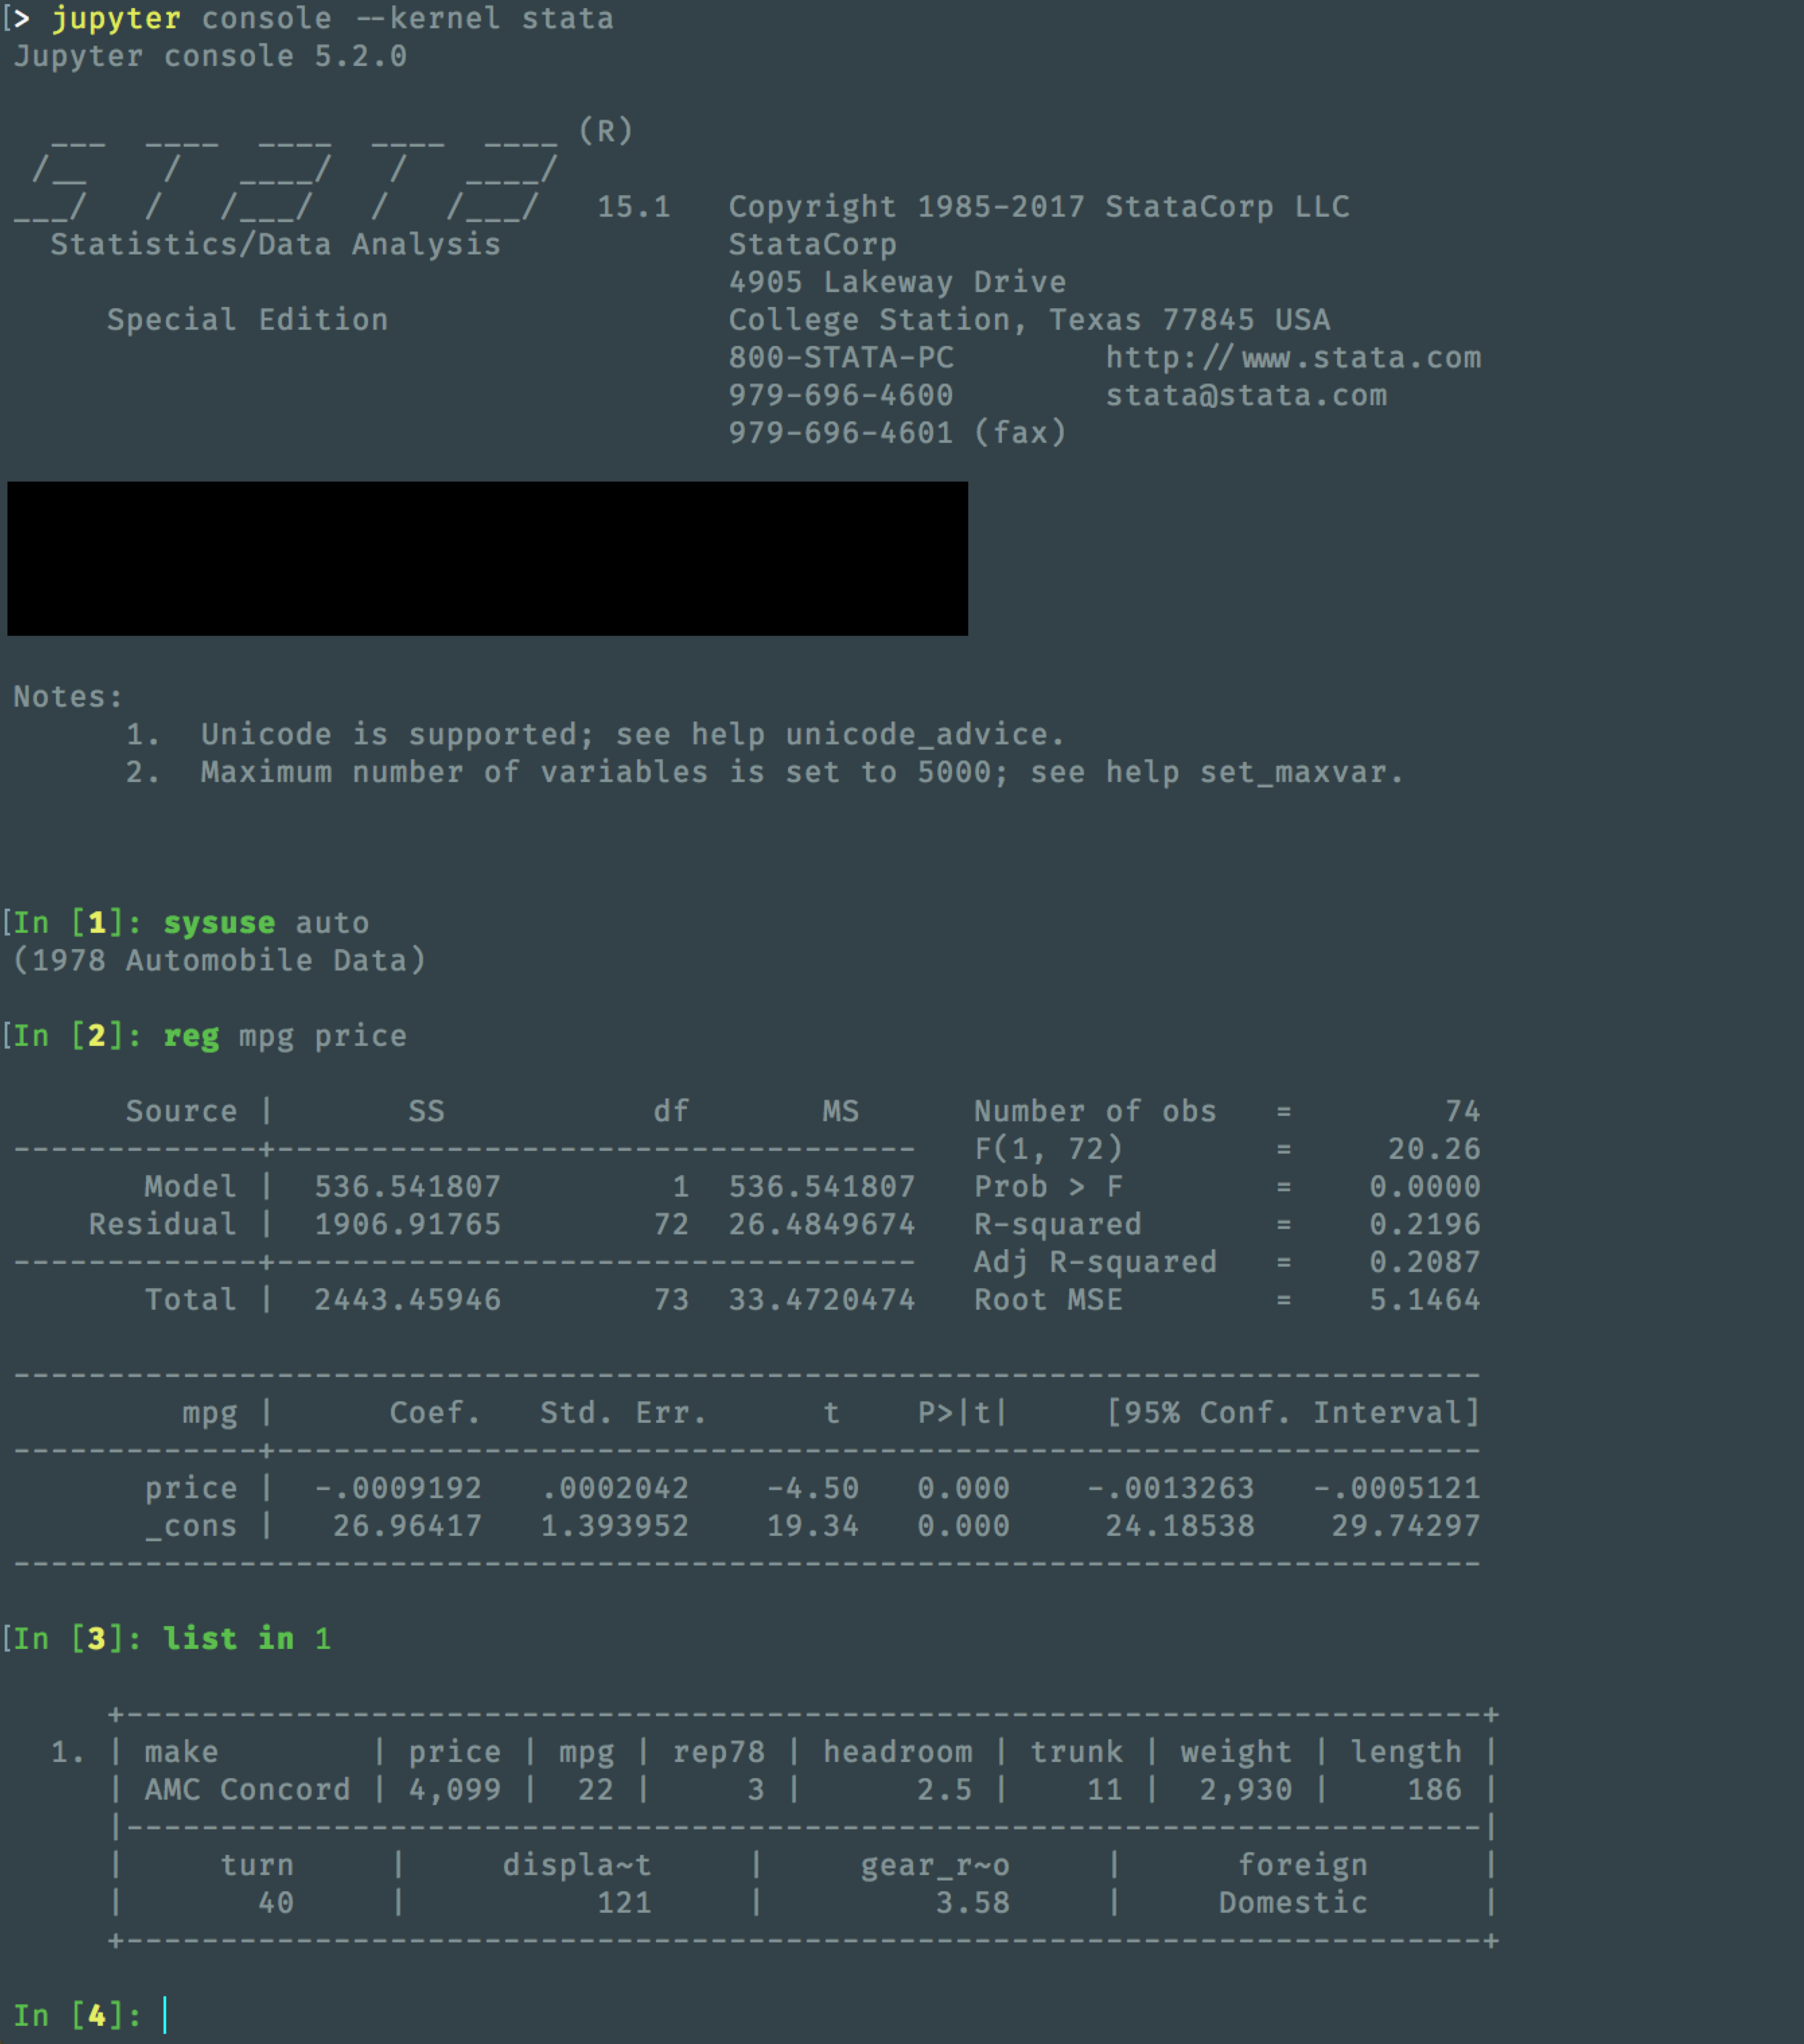 [> jupyter console --kernel stata
Jupyter console 5.2.0

  ___  ____  ____  ____  ____ (R)
 /__    /   ____/   /   ____/
___/   /   /___/   /   /___/   15.1   Copyright 1985-2017 StataCorp LLC
  Statistics/Data Analysis            StataCorp
                                      4905 Lakeway Drive
     Special Edition                  College Station, Texas 77845 USA
                                      800-STATA-PC        http://www.stata.com
                                      979-696-4600        stata@stata.com
                                      979-696-4601 (fax)

Notes:
      1.  Unicode is supported; see help unicode_advice.
      2.  Maximum number of variables is set to 5000; see help set_maxvar.

[In [1]: sysuse auto
(1978 Automobile Data)

[In [2]: reg mpg price

      Source |       SS           df       MS      Number of obs   =        74
-------------+----------------------------------   F(1, 72)        =     20.26
       Model |  536.541807         1  536.541807   Prob > F        =    0.0000
    Residual |  1906.91765        72  26.4849674   R-squared       =    0.2196
-------------+----------------------------------   Adj R-squared   =    0.2087
       Total |  2443.45946        73  33.4720474   Root MSE        =    5.1464

------------------------------------------------------------------------------
         mpg |      Coef.   Std. Err.      t    P>|t|     [95% Conf. Interval]
-------------+----------------------------------------------------------------
       price |  -.0009192   .0002042    -4.50   0.000    -.0013263   -.0005121
       _cons |   26.96417   1.393952    19.34   0.000     24.18538    29.74297
------------------------------------------------------------------------------

[In [3]: list in 1

     +------------------------------------------------------------------------+
  1. | make        | price | mpg | rep78 | headroom | trunk | weight | length |
     | AMC Concord | 4,099 |  22 |     3 |      2.5 |    11 |  2,930 |    186 |
     |------------------------------------------------------------------------|
     |     turn     |     displa~t     |     gear_r~o     |      foreign      |
     |       40     |          121     |         3.58     |     Domestic      |
     +------------------------------------------------------------------------+

In [4]: